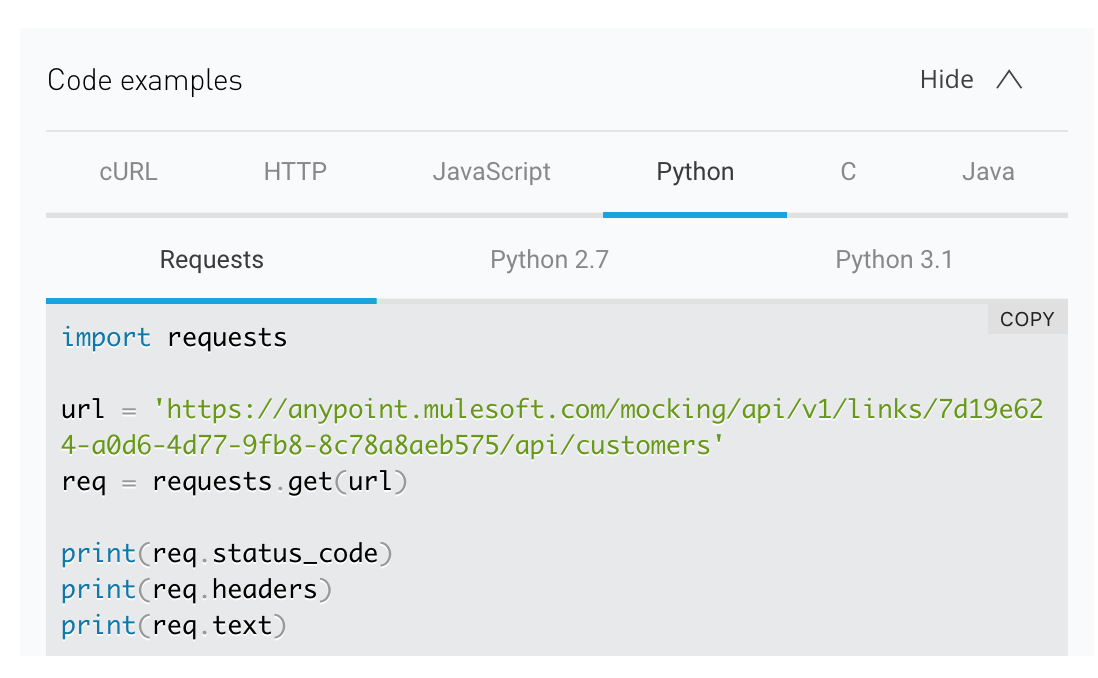 Code examples
Hide
cURL HTTP JavaScript Python C Java
Requests Python 2.7 Python 3.1
COPY
import requests
url = 'https://anypoint.mulesoft.com/mocking/api/v1/links/7d19e62
4-a0d6-4d77-9fb8-8c78a8aeb575/api/customers'
req = requests.get(url)
print(req.status_code)
print(req.headers)
print(req.text)